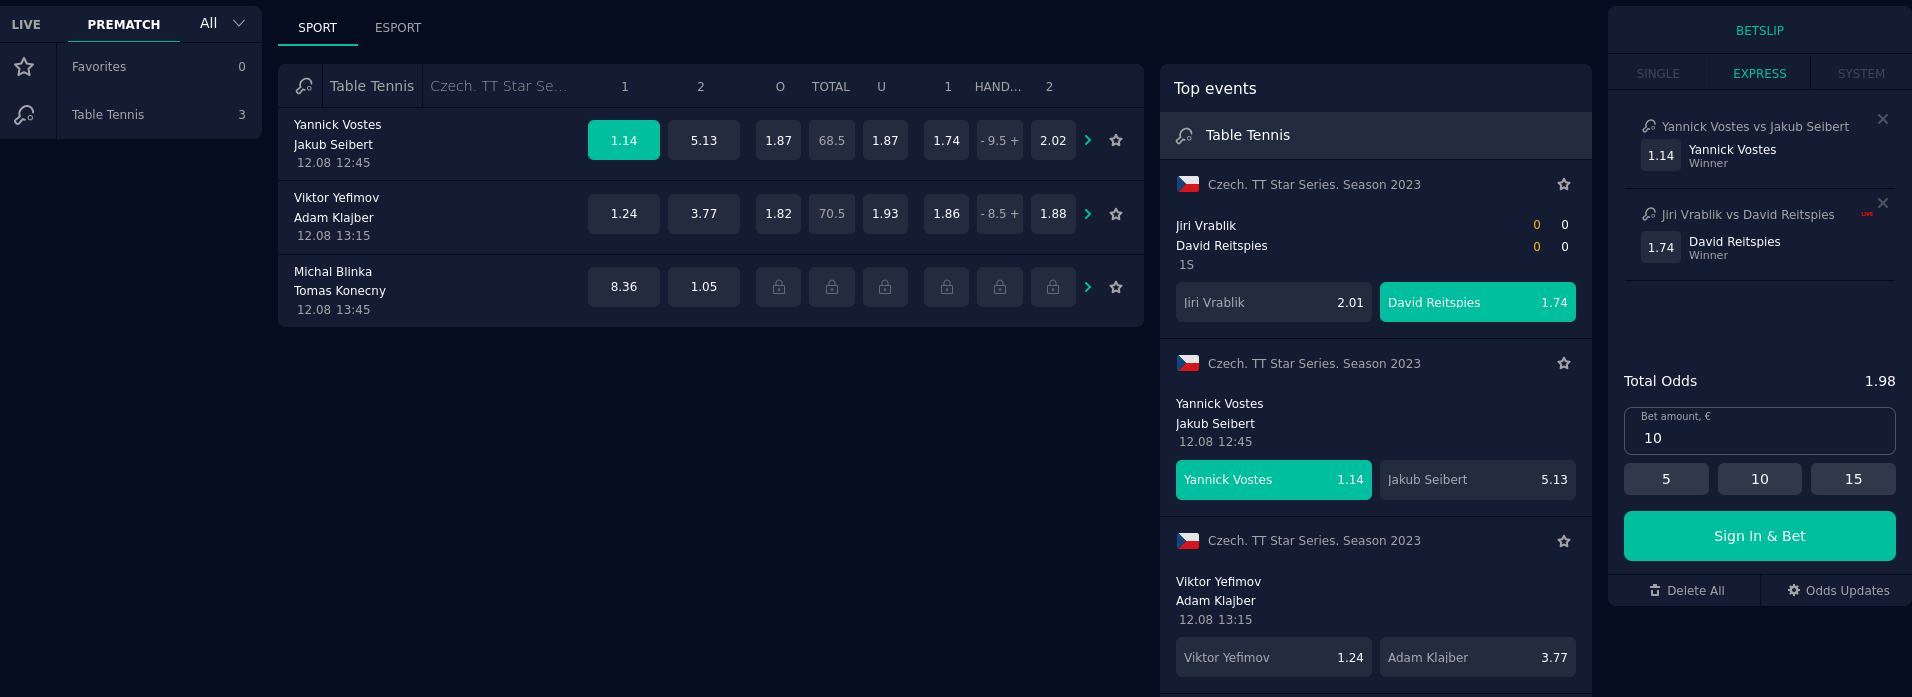 LIVE PREMATCH All
Favorites 0
Table Tennis 3
SPORT ESPORT
Table Tennis Czech. TT Star Se... 1 2 O TOTAL U 1 HAND... 2
Yannick Vostes
Jakub Seibert
12.08 12:45
1.14 5.13 1.87 68.5 1.87 1.74 - 9.5 + 2.02
Viktor Yefimov
Adam Klajber
12.08 13:15
1.24 3.77 1.82 70.5 1.93 1.86 - 8.5 + 1.88
Michal Blinka
Tomas Konecny
12.08 13:45
8.36 1.05
Top events
Table Tennis
Czech. TT Star Series. Season 2023
Jiri Vrablik 0 0
David Reitspies 0 0
1S
Jiri Vrablik 2.01 David Reitspies 1.74
Czech. TT Star Series. Season 2023
Yannick Vostes
Jakub Seibert
12.08 12:45
Yannick Vostes 1.14 Jakub Seibert 5.13
Czech. TT Star Series. Season 2023
Viktor Yefimov
Adam Klajber
12.08 13:15
Viktor Yefimov 1.24 Adam Klajber 3.77
BETSLIP
SINGLE EXPRESS SYSTEM
Yannick Vostes vs Jakub Seibert
1.14 Yannick Vostes
Winner
Jiri Vrablik vs David Reitspies LIVE
1.74 David Reitspies
Winner
Total Odds 1.98
Bet amount, €
10
5 10 15
Sign In & Bet
Delete All Odds Updates